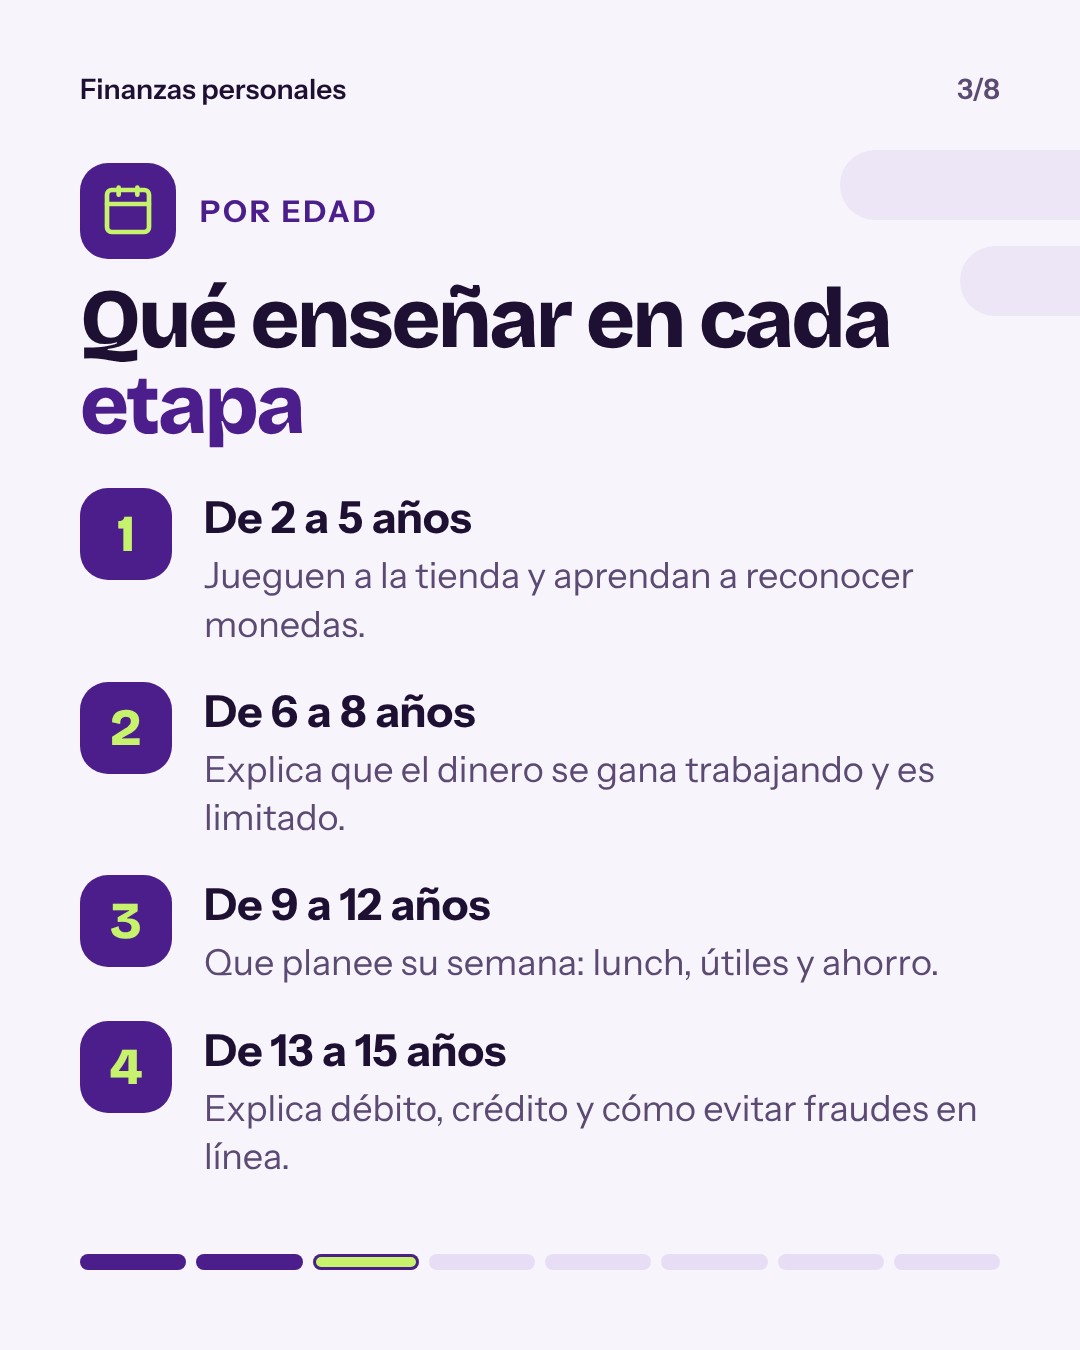 Finanzas personales
3/8
POR EDAD
Qué enseñar en cada
etapa
1
De 2 a 5 años
Jueguen a la tienda y aprendan a reconocer
monedas.
2
De 6 a 8 años
Explica que el dinero se gana trabajando y es
limitado.
3
De 9 a 12 años
Que planee su semana: lunch, útiles y ahorro.
4
De 13 a 15 años
Explica débito, crédito y cómo evitar fraudes en
línea.